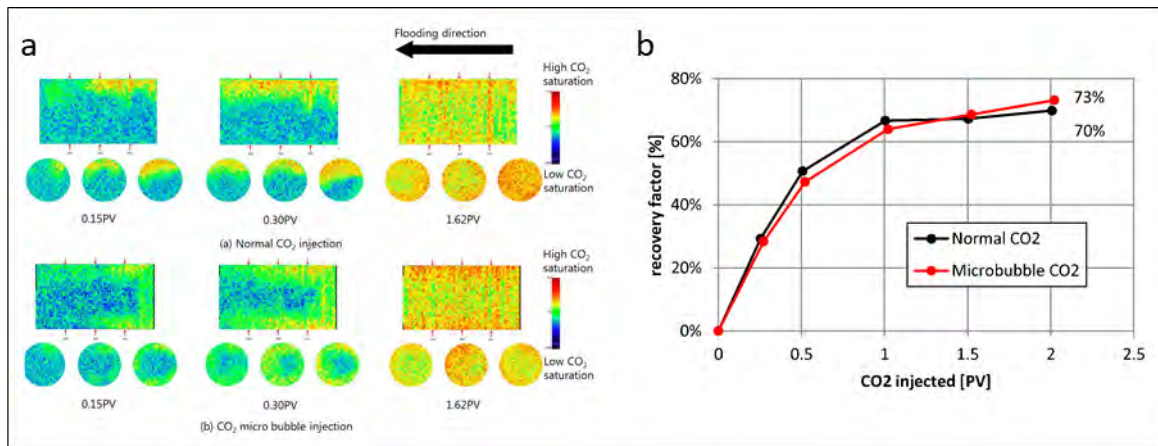 a
Flooding direction
High CO2
saturation
Low CO2
saturation
0.15PV
0.30PV
1.62PV
(a) Normal CO2 injection
High CO2
saturation
Low CO2
saturation
0.15PV
0.30PV
1.62PV
(b) CO2 micro bubble injection
b
80%
60%
40%
20%
0%
0
0.5
1
1.5
2
2.5
recovery factor [%]
CO2 injected [PV]
73%
70%
Normal CO2
Microbubble CO2